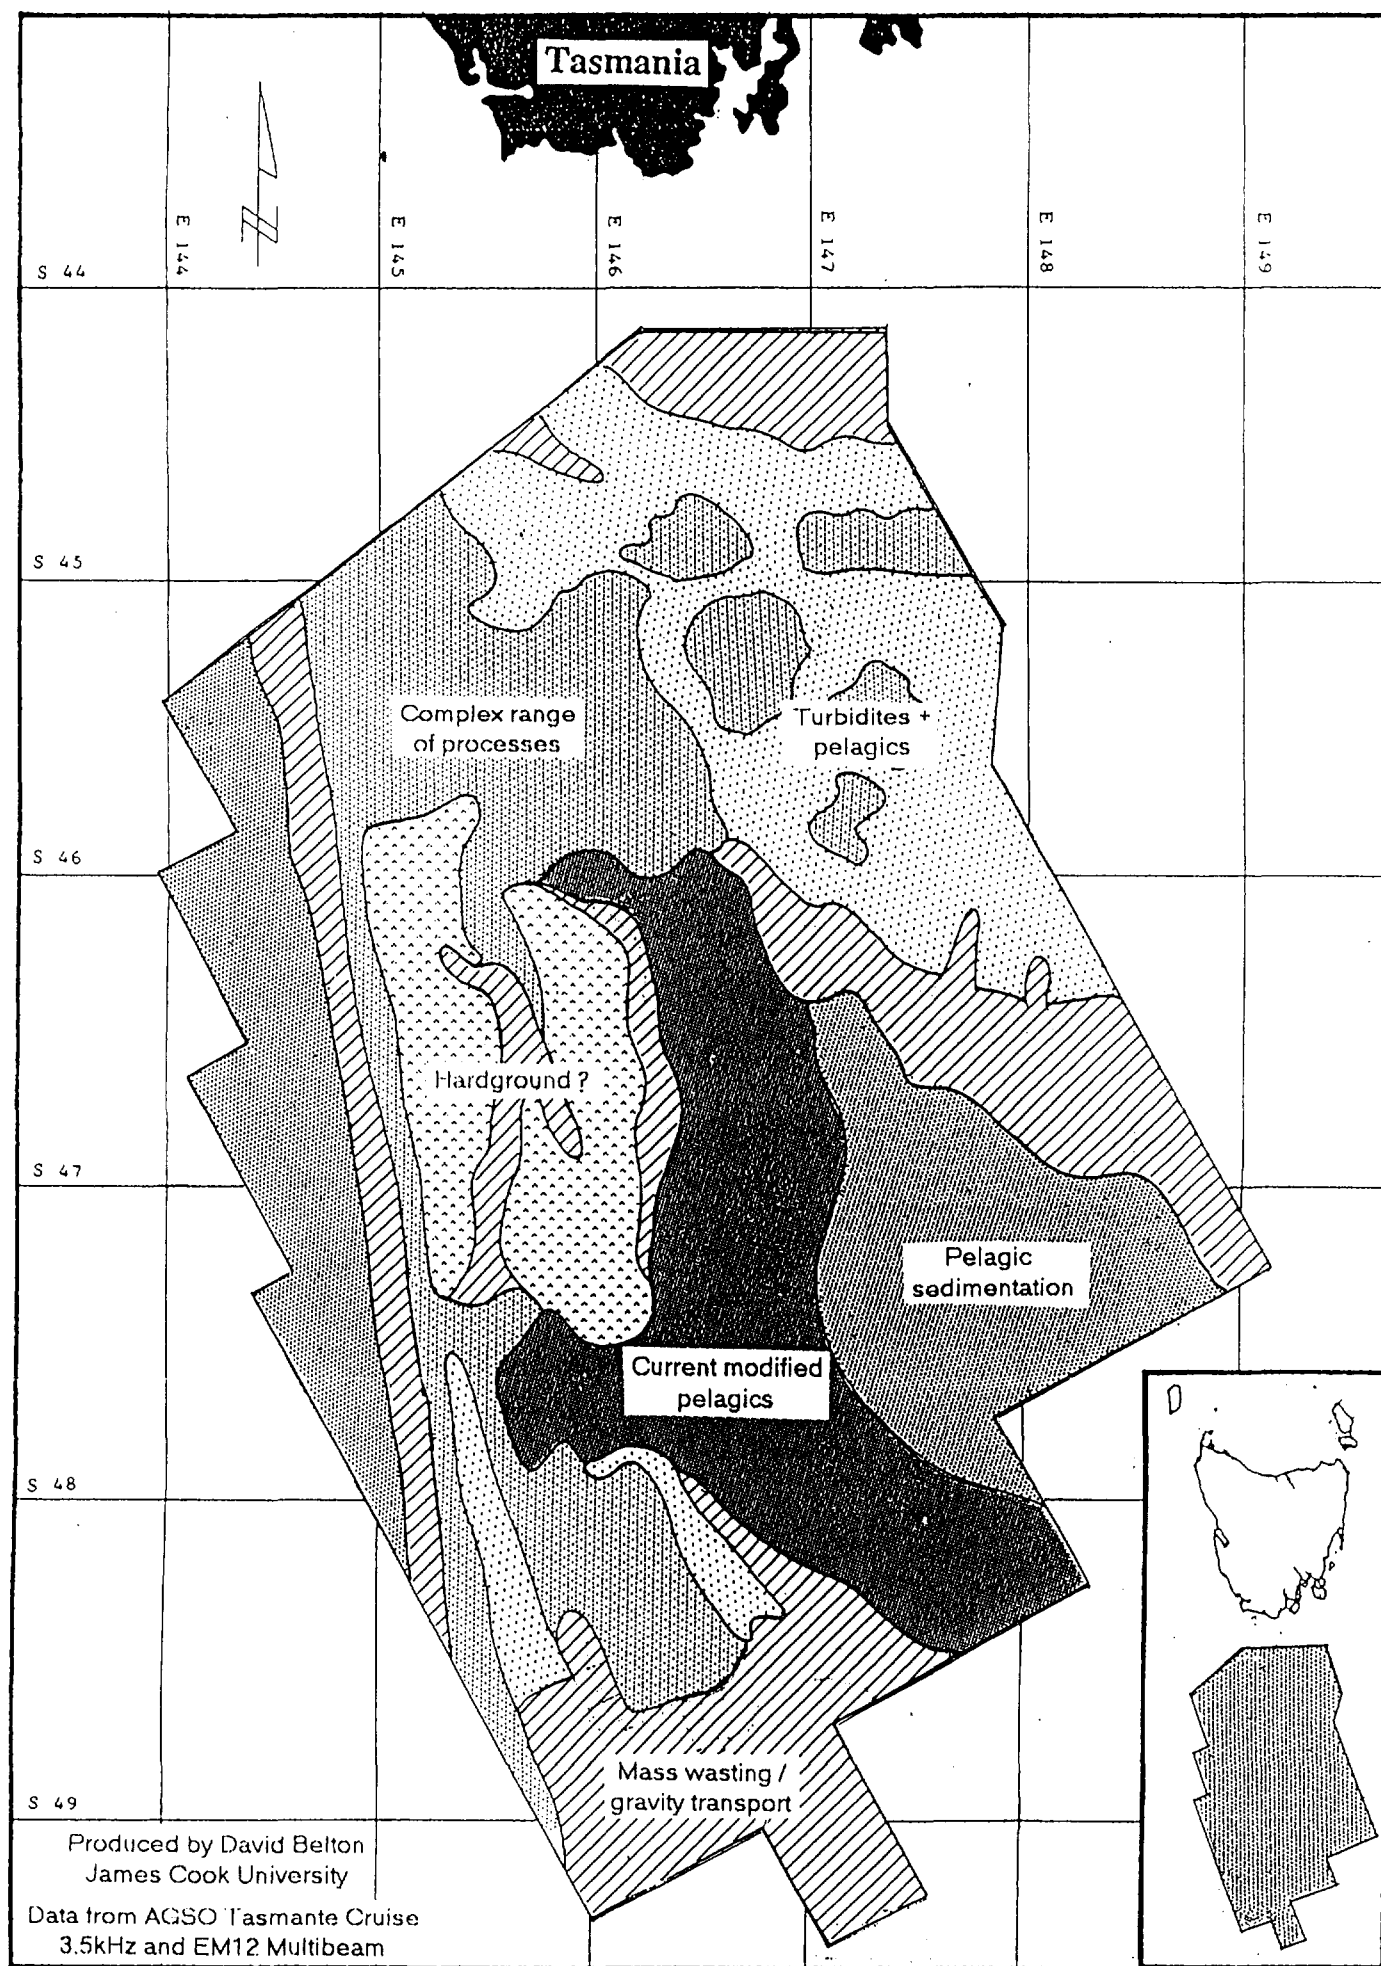 Tasmania
E 144
E 145
E 146
E 147
E 148
E 149
S 44
S 45
Complex range
of processes
Turbidites +
pelagics
S 46
Hardground ?
S 47
Pelagic
sedimentation
Current modified
pelagics
S 48
Mass wasting /
gravity transport
S 49
Produced by David Belton
James Cook University
Data from AGSO Tasmante Cruise
3.5kHz and EM12 Multibeam